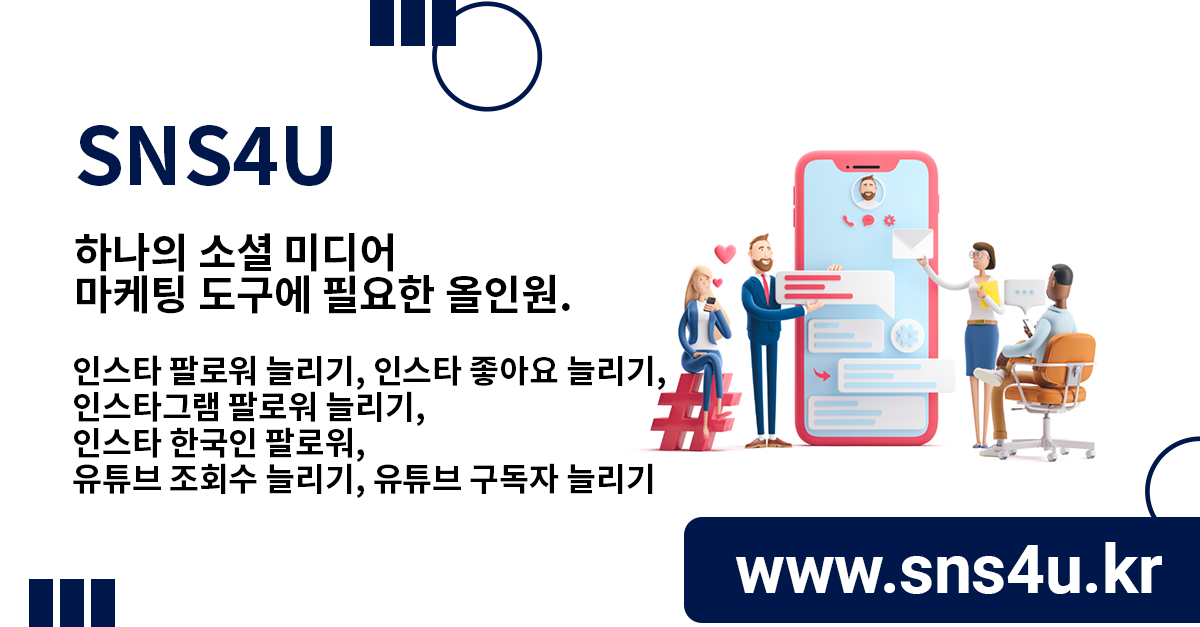 SNS4U
하나의 소셜 미디어
마케팅 도구에 필요한 올인원.
인스타 팔로워 늘리기, 인스타 좋아요 늘리기,
인스타그램 팔로워 늘리기,
인스타 한국인 팔로워,
유튜브 조회수 늘리기, 유튜브 구독자 늘리기
www.sns4u.kr